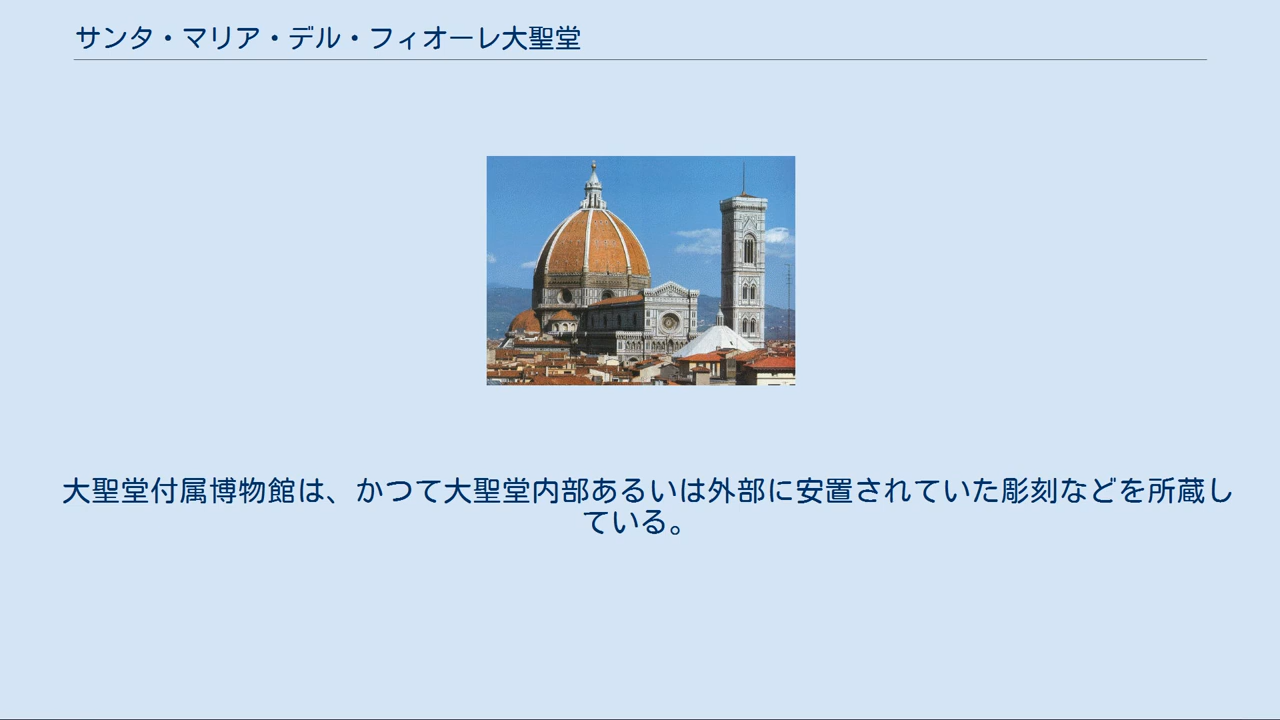 サンタ・マリア・デル・フィオーレ大聖堂
大聖堂付属博物館は、かつて大聖堂内部あるいは外部に安置されていた彫刻などを所蔵し
ている。